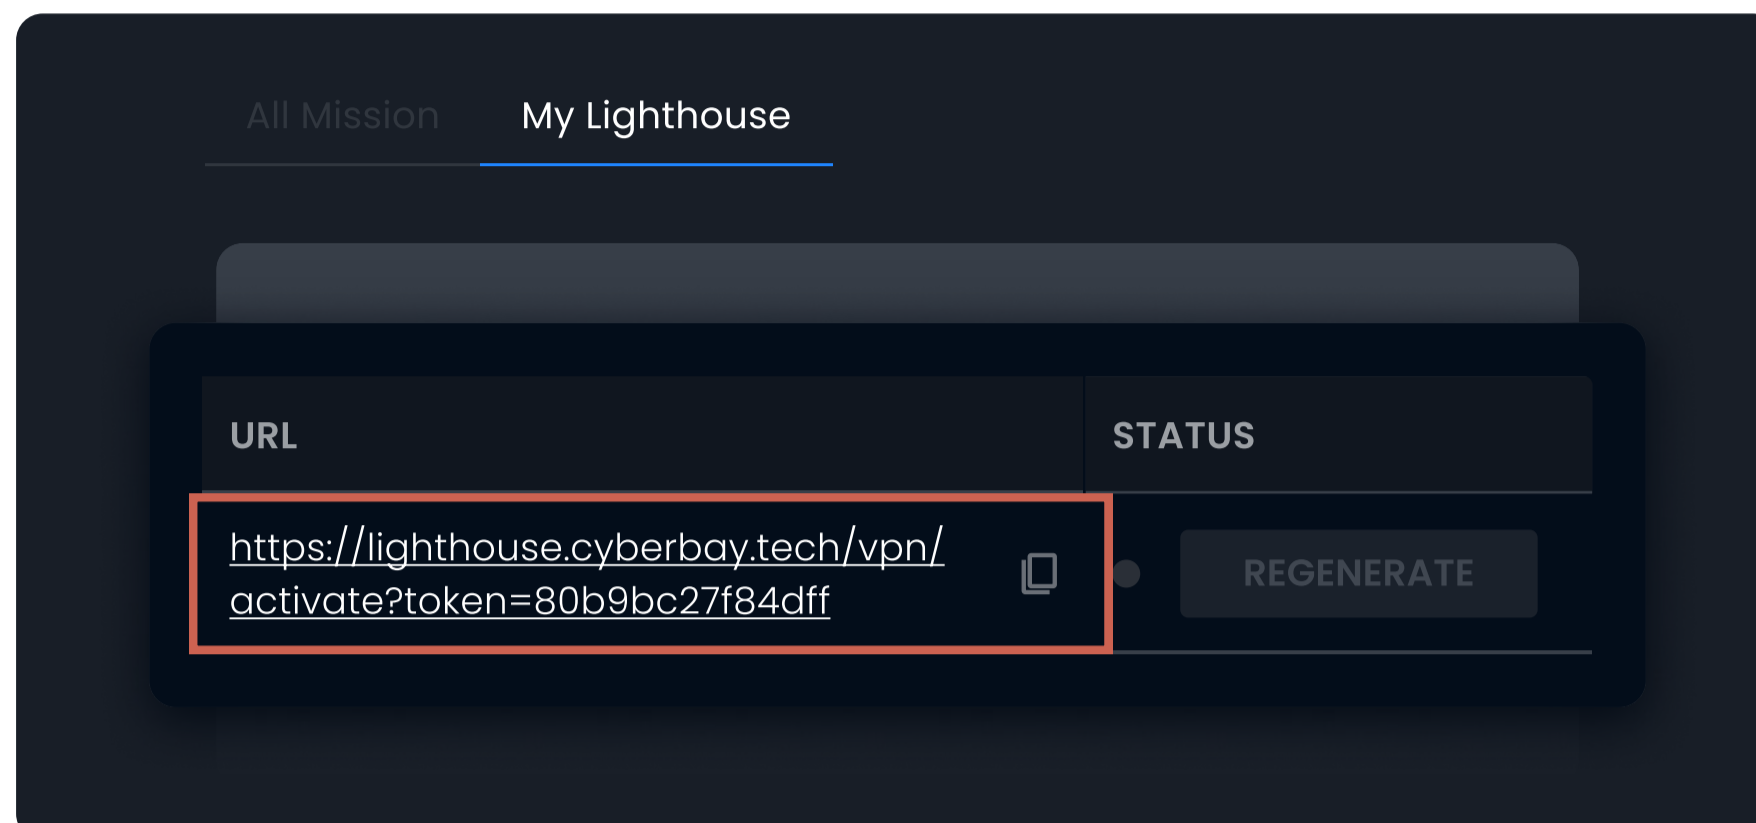 All Mission
My Lighthouse
URL
STATUS
https://lighthouse.cyberbay.tech/vpn/
activate?token=80b9bc27f84dff
REGENERATE